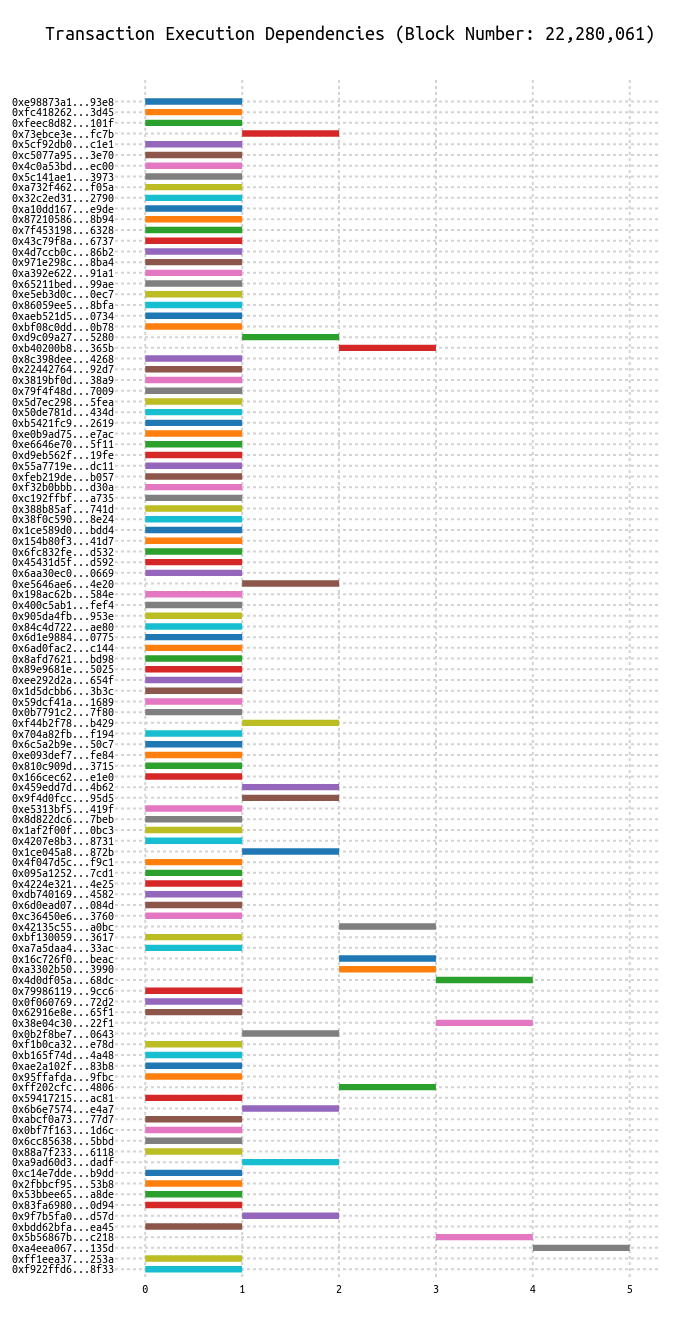 Transaction Execution Dependencies (Block Number: 22,280,061)
0xe98873a1...93e8
0xfc418262...3d45
0xfeec8d82...101f
0x73ebce3e...fc7b
0x5cf92db0...c1e1
0xc5077a95...3e70
0x4c0a53bd...ec00
0x5c141ae1...3973
0xa732f462...f05a
0x32c2ed31...2790
0xa10dd167...e9de
0x87210586...8b94
0x7f453198...6328
0x43c79f8a...6737
0x4d7ccb0c...86b2
0x971e298c...8ba4
0xa392e622...91a1
0x65211bed...99ae
0xe5eb3d0c...0ec7
0x86059ee5...8bfa
0xaeb521d5...0734
0xbf08c0dd...0b78
0xd9c09a27...5280
0xb40200b8...365b
0x8c398dee...4268
0x22442764...92d7
0x3819bf0d...38a9
0x79f4f48d...7009
0x5d7ec298...5fea
0x50de781d...434d
0xb5421fc9...2619
0xe0b9ad75...e7ac
0xe6646e70...5f11
0xd9eb562f...19fe
0x55a7719e...dc11
0xfeb219de...b057
0xf32b0bbb...d30a
0xc192ffbf...a735
0x388b85af...741d
0x38f0c590...8e24
0x1ce589d0...bdd4
0x154b80f3...41d7
0x6fc832fe...d532
0x45431d5f...d592
0x6aa30ec0...0669
0xe5646ae6...4e20
0x198ac62b...584e
0x400c5ab1...fef4
0x905da4fb...953e
0x84c4d722...ae80
0x6d1e9884...0775
0x6ad0fac2...c144
0x8afd7621...bd98
0x89e9681e...5025
0xee292d2a...654f
0x1d5dcbb6...3b3c
0x59dcf41a...1689
0x0b7791c2...7f80
0xf44b2f78...b429
0x704a82fb...f194
0x6c5a2b9e...50c7
0xe093def7...fe84
0x810c909d...3715
0x166cec62...e1e0
0x459edd7d...4b62
0x9f4d0fcc...95d5
0xe5313bf5...419f
0x8d822dc6...7beb
0x1af2f00f...0bc3
0x4207e8b3...8731
0x1ce045a8...872b
0x4f047d5c...f9c1
0x095a1252...7cd1
0x4224e321...4e25
0xdb740169...4582
0x6d0ead07...084d
0xc36450e6...3760
0x42135c55...a0bc
0xbf130059...3617
0xa7a5daa4...33ac
0x16c726f0...beac
0xa3302b50...3990
0x4d0df05a...68dc
0x79986119...9cc6
0x0f060769...72d2
0x62916e8e...65f1
0x38e04c30...22f1
0x0b2f8be7...0643
0xf1b0ca32...e78d
0xb165f74d...4a48
0xae2a102f...83b8
0x95ffafda...9fbc
0xff202cfc...4806
0x59417215...ac81
0x6b6e7574...e4a7
0xabcf0a73...77d7
0x0bf7f163...1d6c
0x6cc85638...5bbd
0x88a7f233...6118
0xa9ad60d3...dadf
0xc14e7dde...b9dd
0x2fbbcf95...53b8
0x53bbee65...a8de
0x83fa6980...0d94
0x9f7b5fa0...d57d
0xbdd62bfa...ea45
0x5b56867b...c218
0xa4eea067...135d
0xff1eea37...253a
0xf922ffd6...8f33
0 1 2 3 4 5